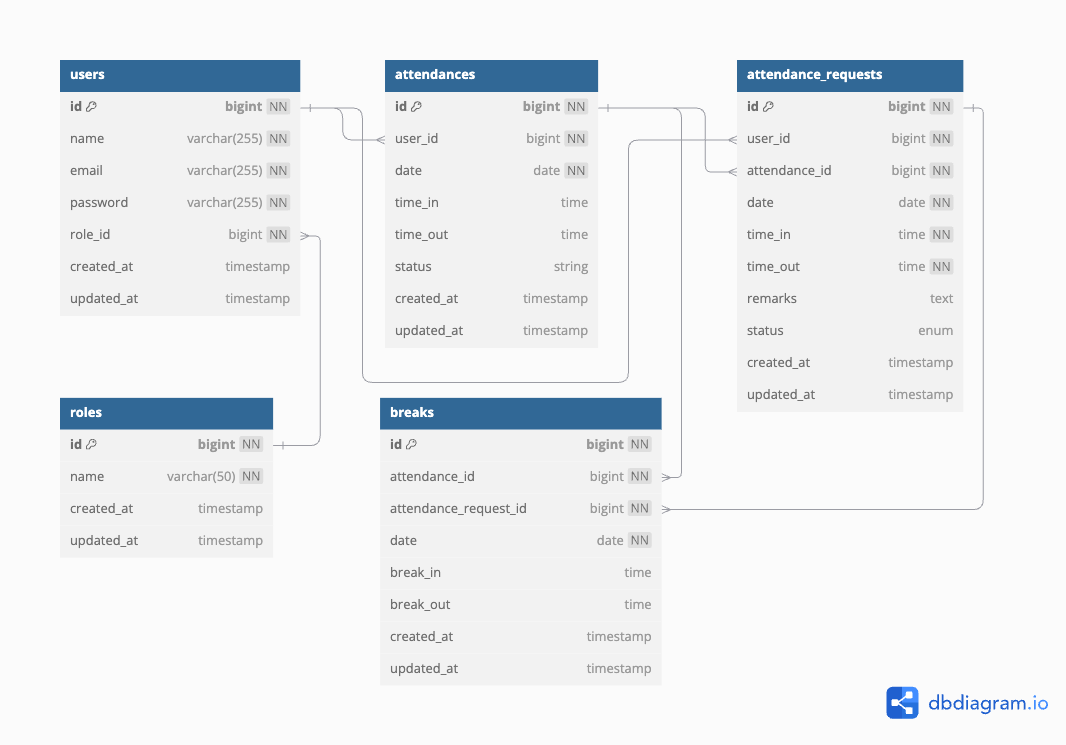 users
id bigint NN
name varchar(255) NN
email varchar(255) NN
password varchar(255) NN
role_id bigint NN
created_at timestamp
updated_at timestamp
attendances
id bigint NN
user_id bigint NN
date date NN
time_in time
time_out time
status string
created_at timestamp
updated_at timestamp
attendance_requests
id bigint NN
user_id bigint NN
attendance_id bigint NN
date date NN
time_in time NN
time_out time NN
remarks text
status enum
created_at timestamp
updated_at timestamp
roles
id bigint NN
name varchar(50) NN
created_at timestamp
updated_at timestamp
breaks
id bigint NN
attendance_id bigint NN
attendance_request_id bigint NN
date date NN
break_in time
break_out time
created_at timestamp
updated_at timestamp
dbdiagram.io